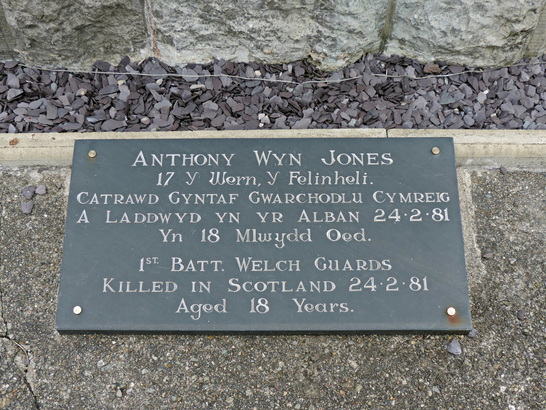 Anthony Wyn Jones
17 Y Wern, Y Felinheli.
Catrawd Gyntaf Gwarchodlu Cymreig
A Laddwyd yn yr Alban 24-2-81
Yn 18 Mlwydd Oed.
1st. Batt. Welch Guards
Killed in Scotland 24-2-81
Aged 18 Years.